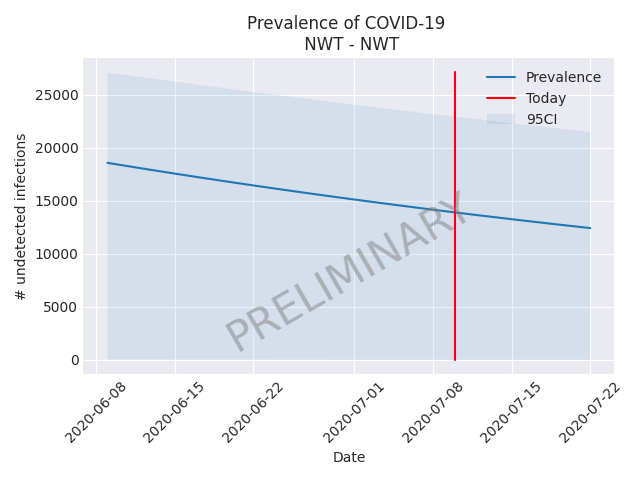 Prevalence of COVID-19
NWT - NWT
Prevalence
Today
95CI
# undetected infections
25000
20000
15000
10000
5000
0
PRELIMINARY
2020-06-08
2020-06-15
2020-06-22
2020-07-01
2020-07-08
2020-07-15
2020-07-22
Date